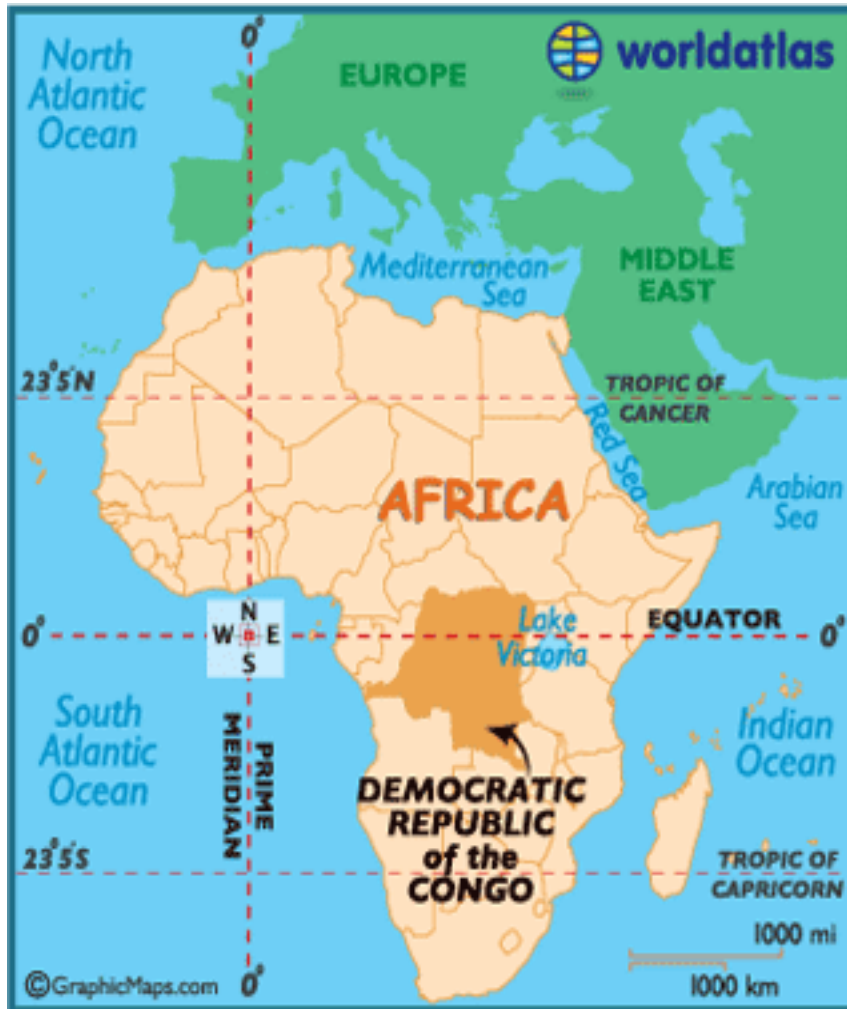 0°
North
Atlantic
Ocean
EUROPE
worldatlas
Mediterranean
Sea
MIDDLE
EAST
23°5'N
TROPIC OF
CANCER
Red Sea
AFRICA
Arabian
Sea
N
W E
S
0°
Lake
Victoria
EQUATOR
0°
South
Atlantic
Ocean
PRIME
MERIDIAN
Indian
Ocean
DEMOCRATIC
REPUBLIC
of the
CONGO
23°5'S
TROPIC OF
CAPRICORN
1000 mi
1000 km
©GraphicMaps.com
0°